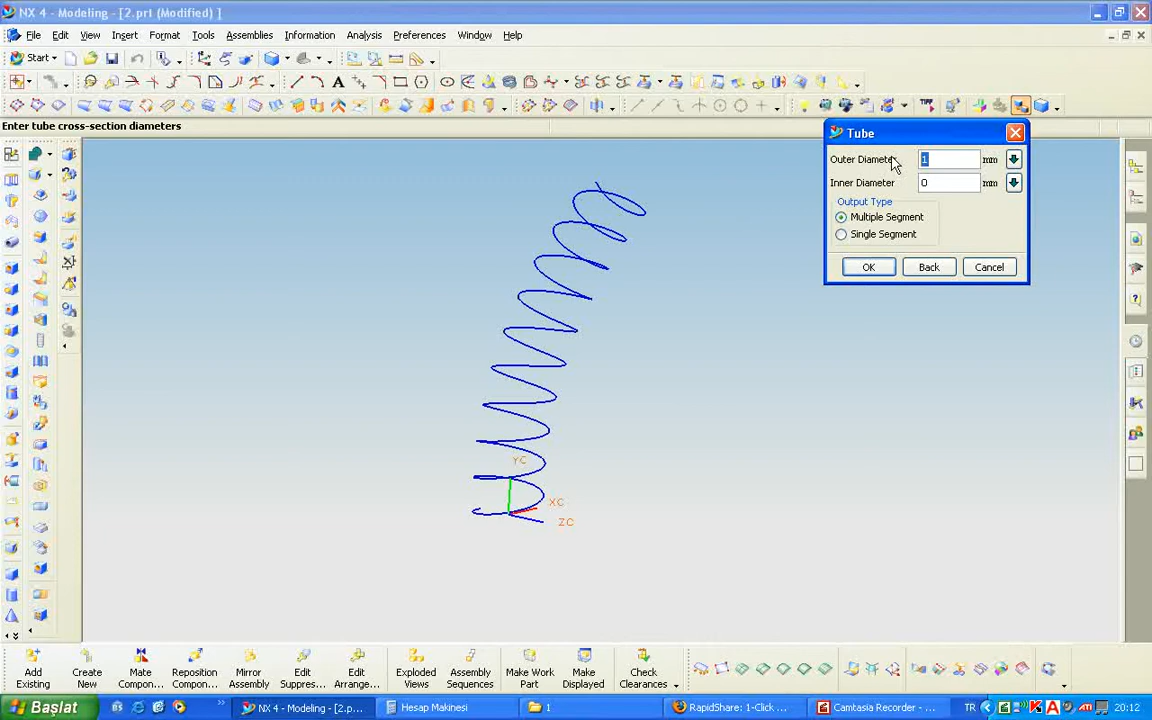 NX 4 - Modeling - [2.prt (Modified) ]
File Edit View Insert Format Tools Assemblies Information Analysis Preferences Window Help
Start
Enter tube cross-section diameters
Tube
Outer Diameter 1 mm
Inner Diameter 0 mm
Output Type
Multiple Segment
Single Segment
OK Back Cancel
YC
XC
ZC
Add Existing
Create New
Mate Compon...
Reposition Compon...
Mirror Assembly
Edit Suppres...
Edit Arrange...
Exploded Views
Assembly Sequences
Make Work Part
Make Displayed
Check Clearances
Başlat
NX 4 - Modeling - [2.p...
Hesap Makinesi
1
RapidShare: 1-Click ...
Camtasia Recorder - ...
TR
20:12